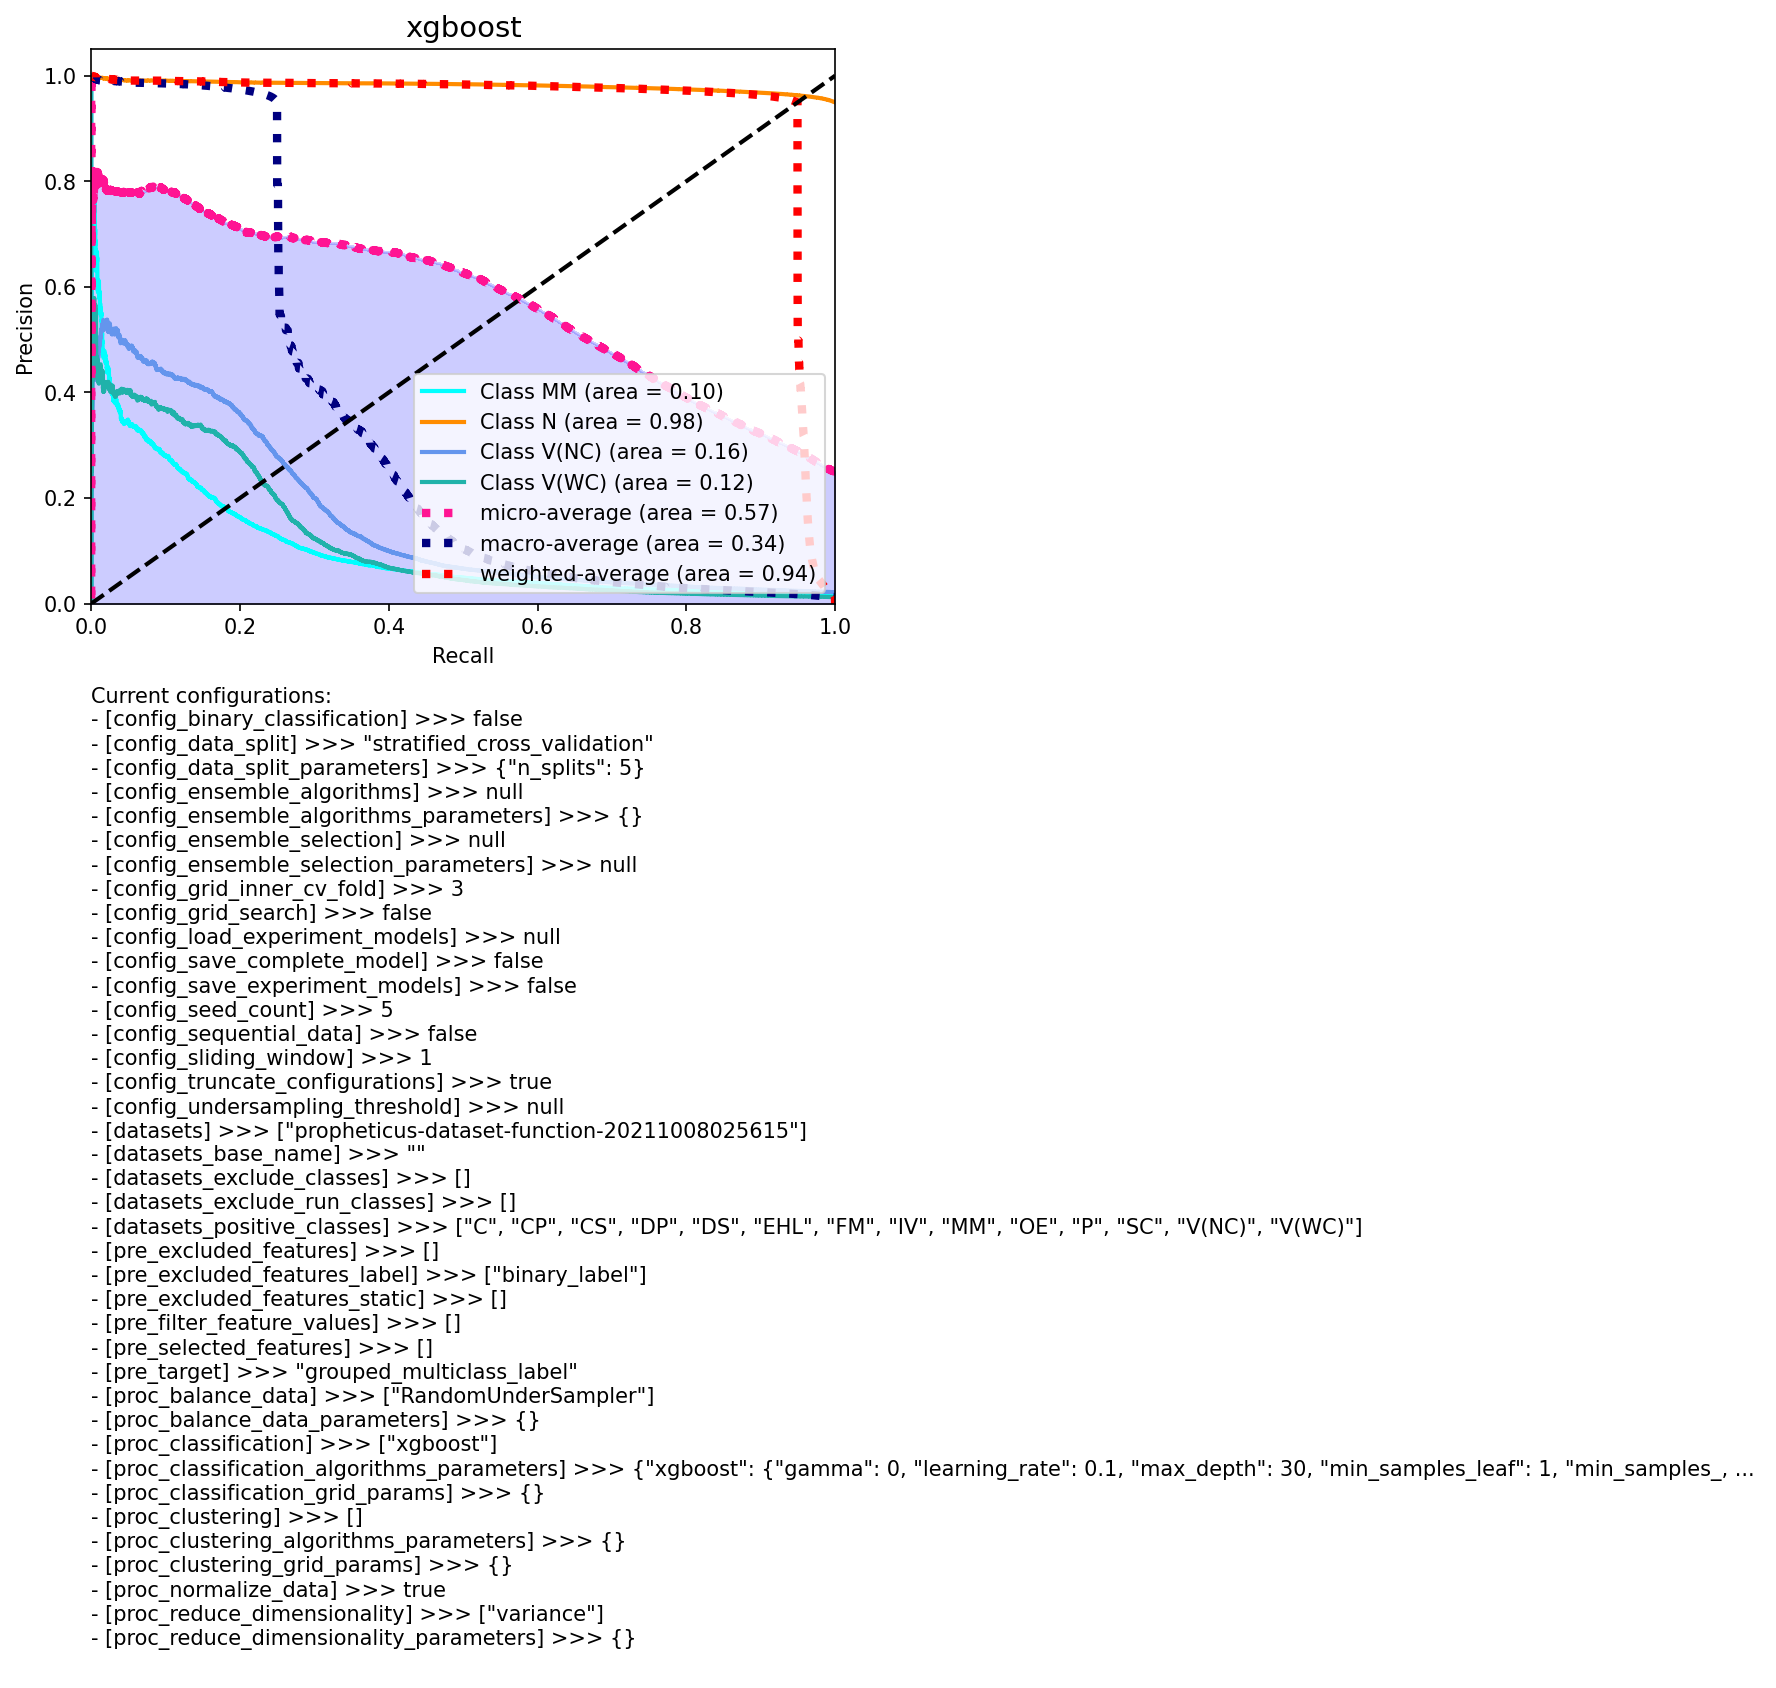 xgboost
1.0
0.8
0.6
0.4
0.2
0.0
Precision
0.0 0.2 0.4 0.6 0.8 1.0
Recall
Class MM (area = 0.10)
Class N (area = 0.98)
Class V(NC) (area = 0.16)
Class V(WC) (area = 0.12)
micro-average (area = 0.57)
macro-average (area = 0.34)
weighted-average (area = 0.94)
Current configurations:
- [config_binary_classification] >>> false
- [config_data_split] >>> "stratified_cross_validation"
- [config_data_split_parameters] >>> {"n_splits": 5}
- [config_ensemble_algorithms] >>> null
- [config_ensemble_algorithms_parameters] >>> {}
- [config_ensemble_selection] >>> null
- [config_ensemble_selection_parameters] >>> null
- [config_grid_inner_cv_fold] >>> 3
- [config_grid_search] >>> false
- [config_load_experiment_models] >>> null
- [config_save_complete_model] >>> false
- [config_save_experiment_models] >>> false
- [config_seed_count] >>> 5
- [config_sequential_data] >>> false
- [config_sliding_window] >>> 1
- [config_truncate_configurations] >>> true
- [config_undersampling_threshold] >>> null
- [datasets] >>> ["propheticus-dataset-function-20211008025615"]
- [datasets_base_name] >>> ""
- [datasets_exclude_classes] >>> []
- [datasets_exclude_run_classes] >>> []
- [datasets_positive_classes] >>> ["C", "CP", "CS", "DP", "DS", "EHL", "FM", "IV", "MM", "OE", "P", "SC", "V(NC)", "V(WC)"]
- [pre_excluded_features] >>> []
- [pre_excluded_features_label] >>> ["binary_label"]
- [pre_excluded_features_static] >>> []
- [pre_filter_feature_values] >>> []
- [pre_selected_features] >>> []
- [pre_target] >>> "grouped_multiclass_label"
- [proc_balance_data] >>> ["RandomUnderSampler"]
- [proc_balance_data_parameters] >>> {}
- [proc_classification] >>> ["xgboost"]
- [proc_classification_algorithms_parameters] >>> {"xgboost": {"gamma": 0, "learning_rate": 0.1, "max_depth": 30, "min_samples_leaf": 1, "min_samples_, ...
- [proc_classification_grid_params] >>> {}
- [proc_clustering] >>> []
- [proc_clustering_algorithms_parameters] >>> {}
- [proc_clustering_grid_params] >>> {}
- [proc_normalize_data] >>> true
- [proc_reduce_dimensionality] >>> ["variance"]
- [proc_reduce_dimensionality_parameters] >>> {}